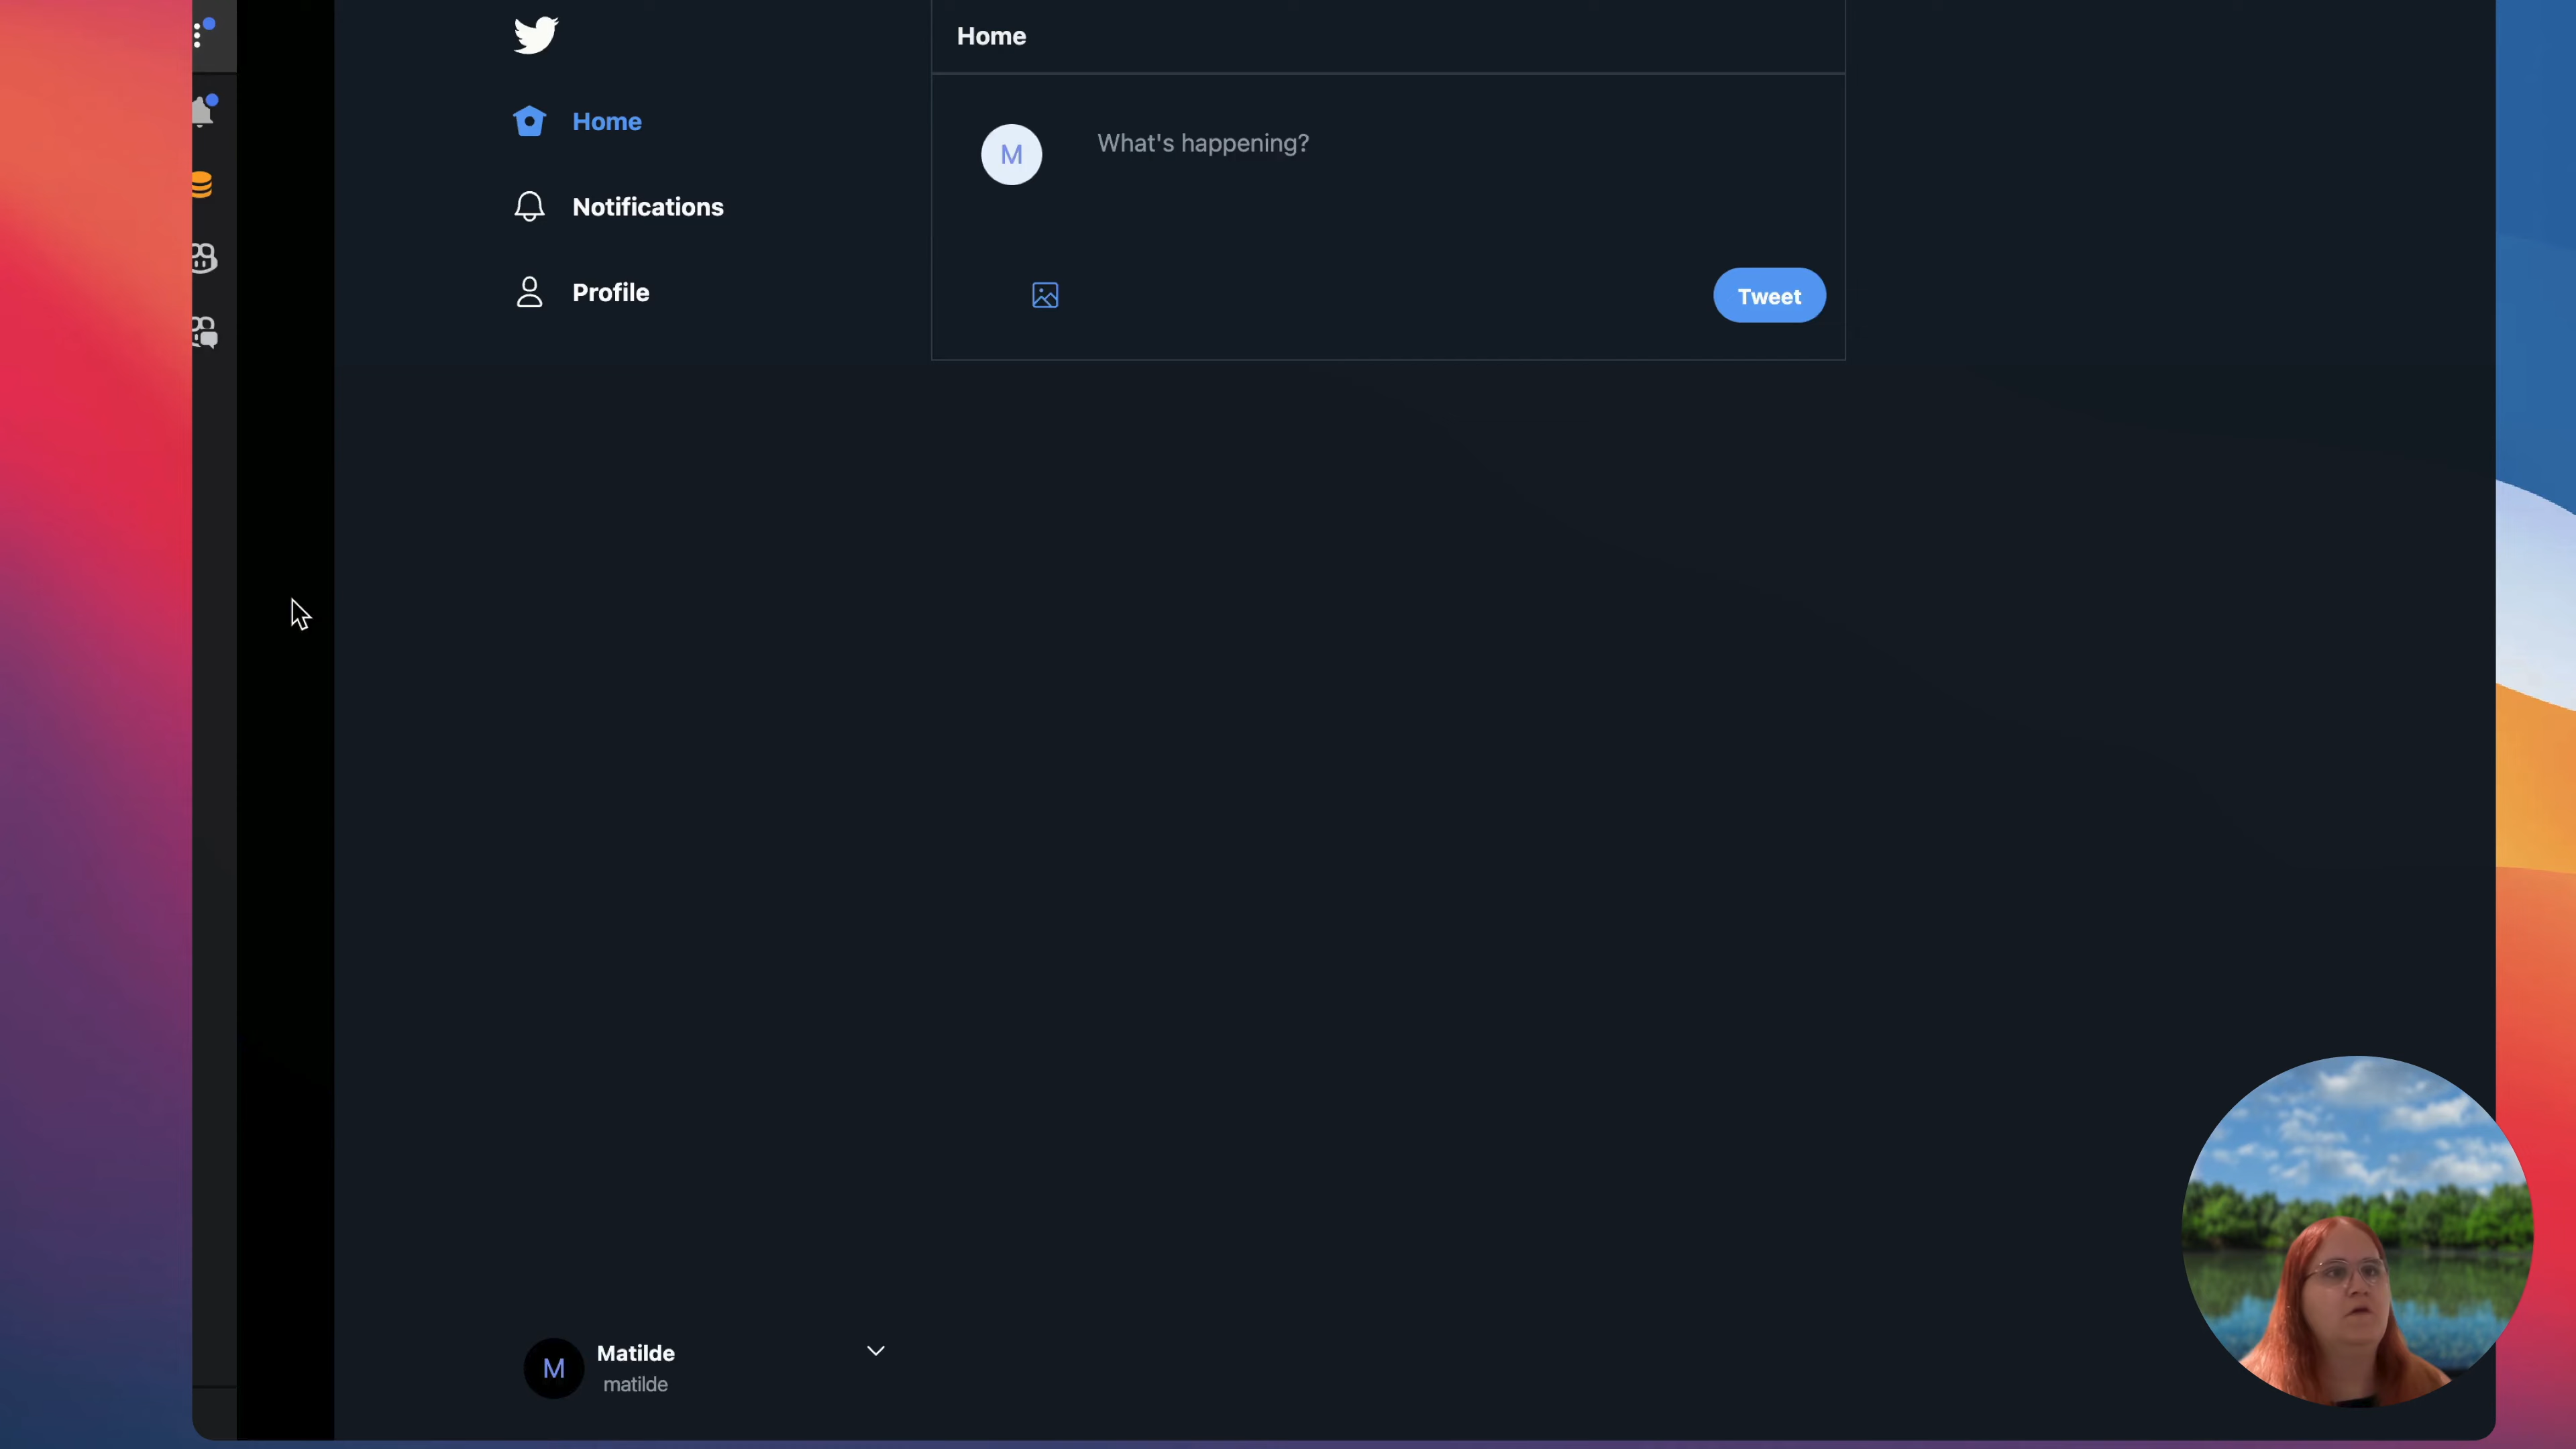 Home
Home
Notifications
Profile
M
What's happening?
Tweet
M
Matilde
matilde